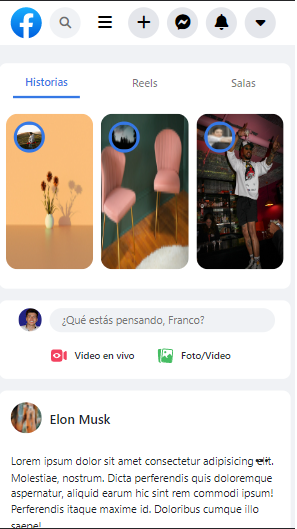 Historias
Reels
Salas
¿Qué estás pensando, Franco?
Video en vivo
Foto/Video
Elon Musk
Lorem ipsum dolor sit amet consectetur adipisicing elit.
Molestiae, nostrum. Dicta perferendis quis doloremque
aspernatur, aliquid earum hic sint rem commodi ipsum!
Perferendis itaque maxime id. Doloribus cumque illo
saepe!